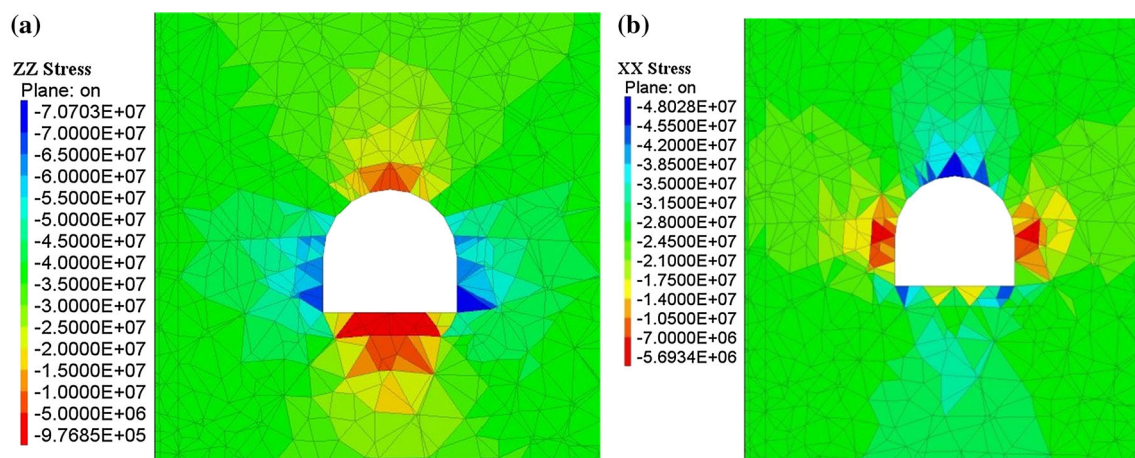 (a)
ZZ Stress
Plane: on
-7.0703E+07
-7.0000E+07
-6.5000E+07
-6.0000E+07
-5.5000E+07
-5.0000E+07
-4.5000E+07
-4.0000E+07
-3.5000E+07
-3.0000E+07
-2.5000E+07
-2.0000E+07
-1.5000E+07
-1.0000E+07
-5.0000E+06
-9.7685E+05
(b)
XX Stress
Plane: on
-4.8028E+07
-4.5500E+07
-4.2000E+07
-3.8500E+07
-3.5000E+07
-3.1500E+07
-2.8000E+07
-2.4500E+07
-2.1000E+07
-1.7500E+07
-1.4000E+07
-1.0500E+07
-7.0000E+06
-5.6934E+06